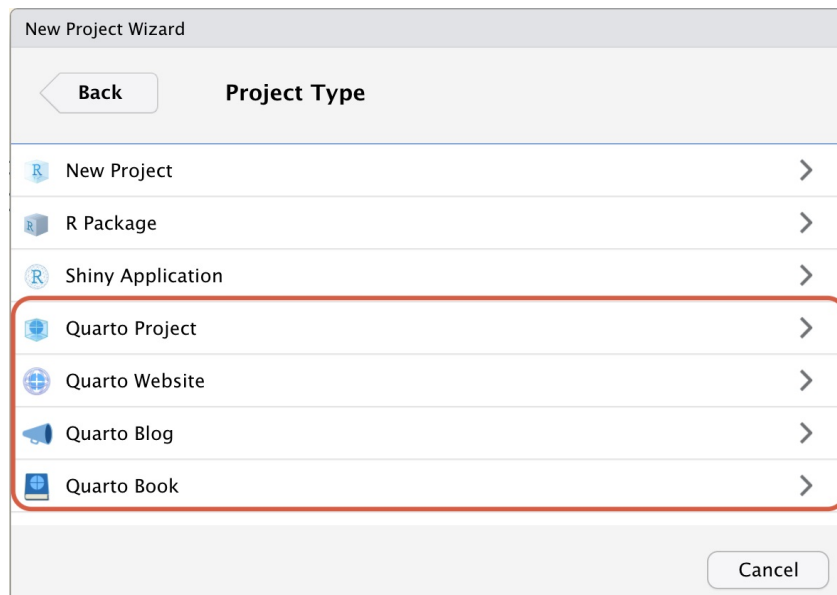 New Project Wizard
Back
Project Type
R New Project
R R Package
R Shiny Application
Quarto Project
Quarto Website
Quarto Blog
Quarto Book
Cancel